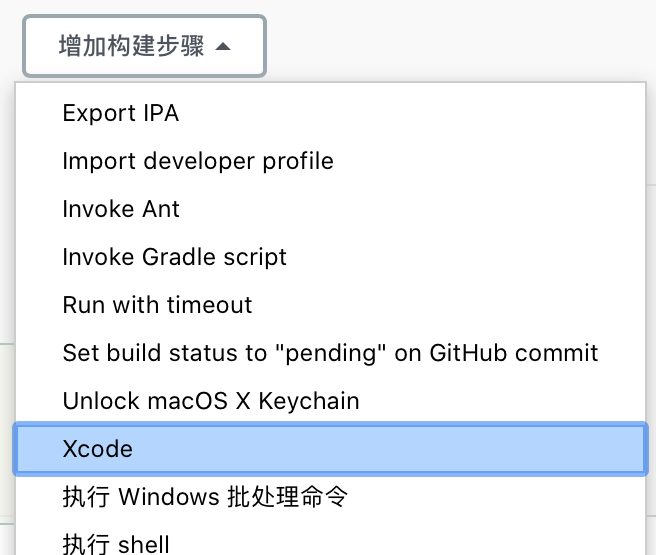 增加构建步骤
Export IPA
Import developer profile
Invoke Ant
Invoke Gradle script
Run with timeout
Set build status to "pending" on GitHub commit
Unlock macOS X Keychain
Xcode
执行 Windows 批处理命令
执行 shell